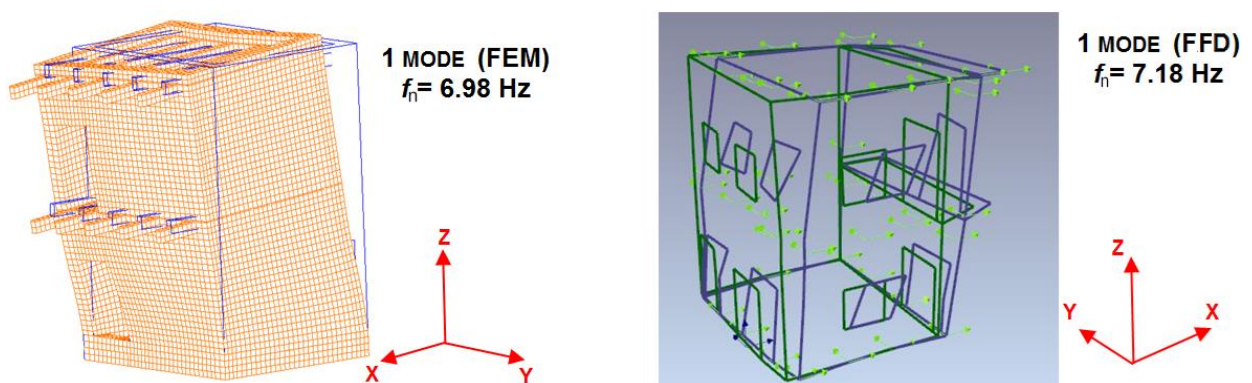 1 MODE (FEM)
fn= 6.98 Hz
Z
X
Y
1 MODE (FFD)
fn= 7.18 Hz
Z
Y
X